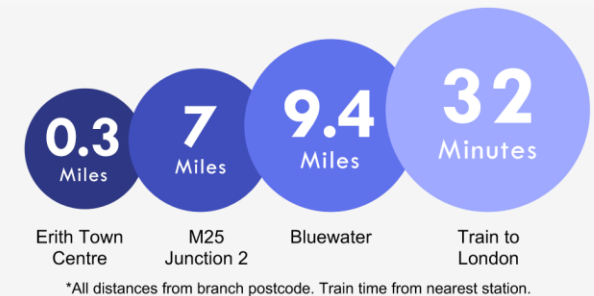 0.3
Miles
7
Miles
9.4
Miles
32
Minutes
Erith Town
Centre
M25
Junction 2
Bluewater
Train to
London
*All distances from branch postcode. Train time from nearest station.